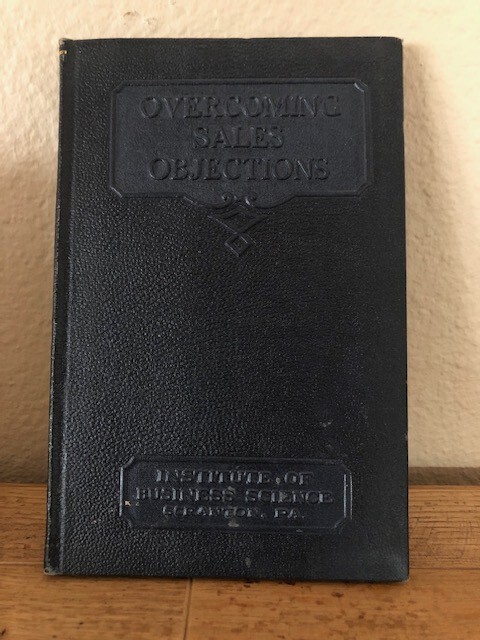 OVERCOMING
SALES
OBJECTIONS
INSTITUTE OF
BUSINESS SCIENCE
SCRANTON, PA.